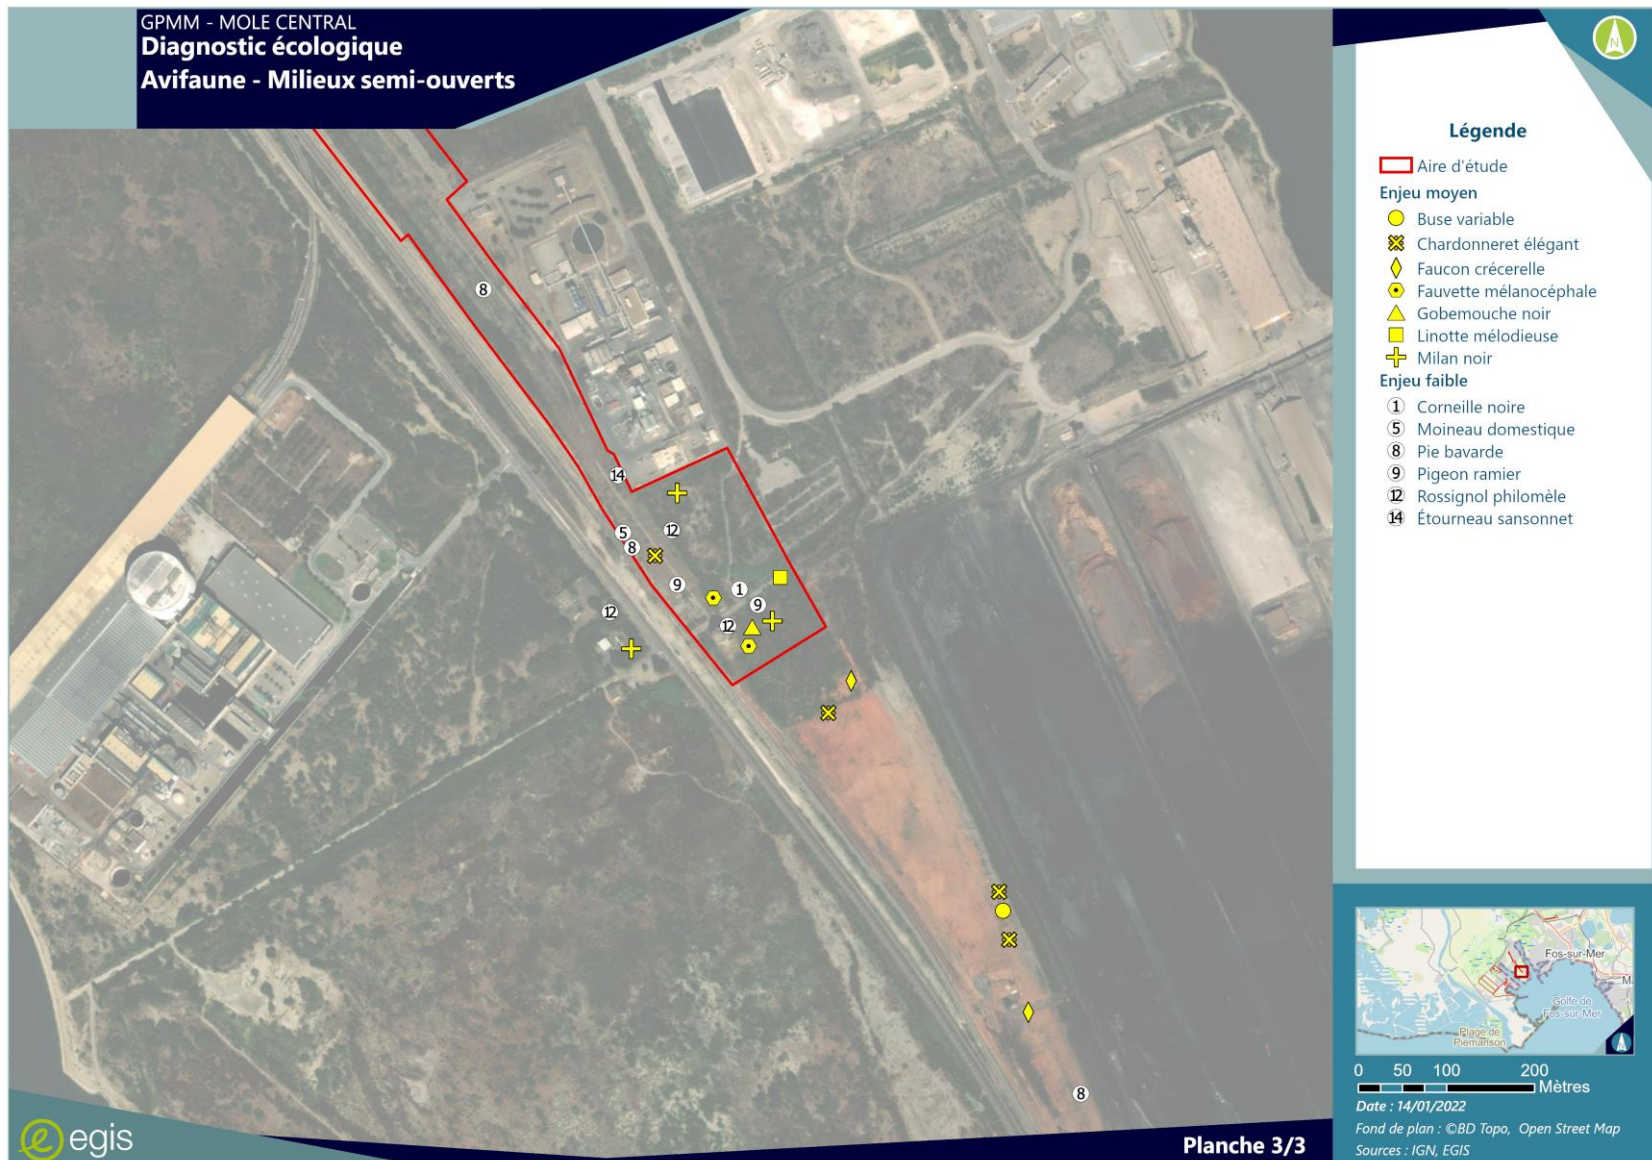 GPMM - MOLE CENTRAL
Diagnostic écologique
Avifaune - Milieux semi-ouverts
N
Légende
Aire d'étude
Enjeu moyen
Buse variable
Chardonneret élégant
Faucon crécerelle
Fauvette mélanocéphale
Gobemouche noir
Linotte mélodieuse
Milan noir
Enjeu faible
1 Corneille noire
5 Moineau domestique
8 Pie bavarde
9 Pigeon ramier
12 Rossignol philomèle
14 Étourneau sansonnet
8
14
12
5
8
9
1
9
12
12
8
Fos-sur-Mer
M
Golfe de
Fos-sur-Mer
Plage de
Piémanson
0 50 100 200
Mètres
Date : 14/01/2022
Fond de plan : ©BD Topo, Open Street Map
Sources : IGN, EGIS
egis
Planche 3/3